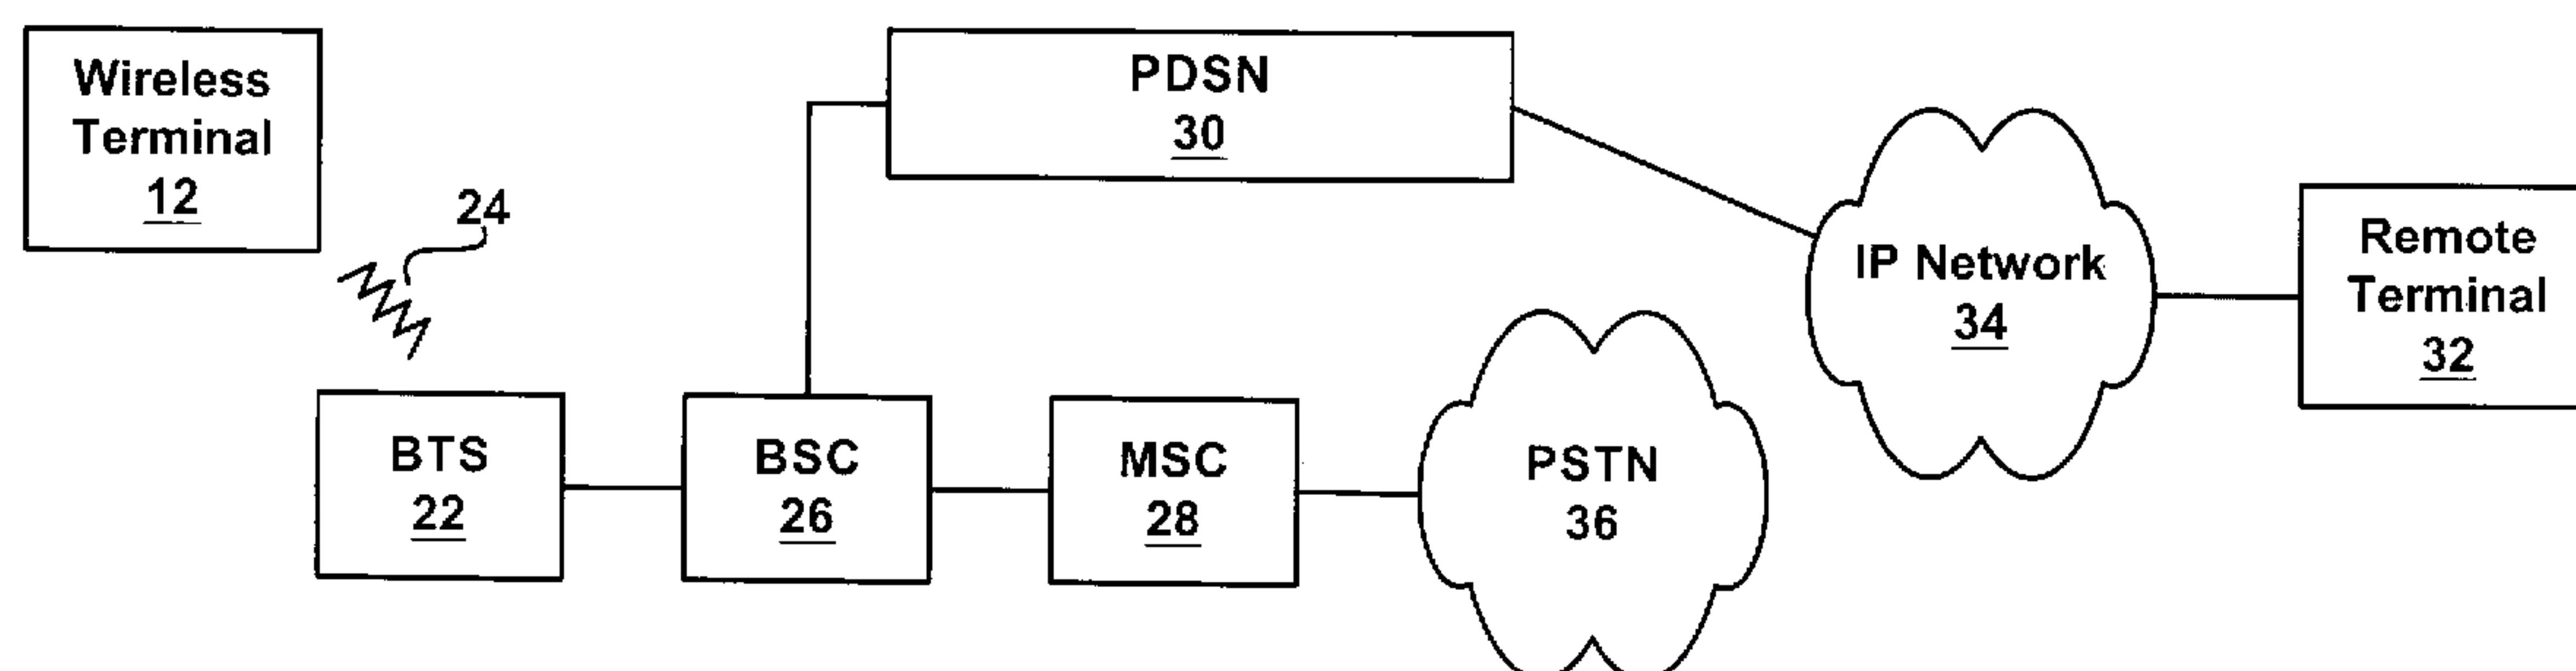 Wireless
Terminal
12
24
PDSN
30
IP Network
34
Remote
Terminal
32
BTS
22
BSC
26
MSC
28
PSTN
36